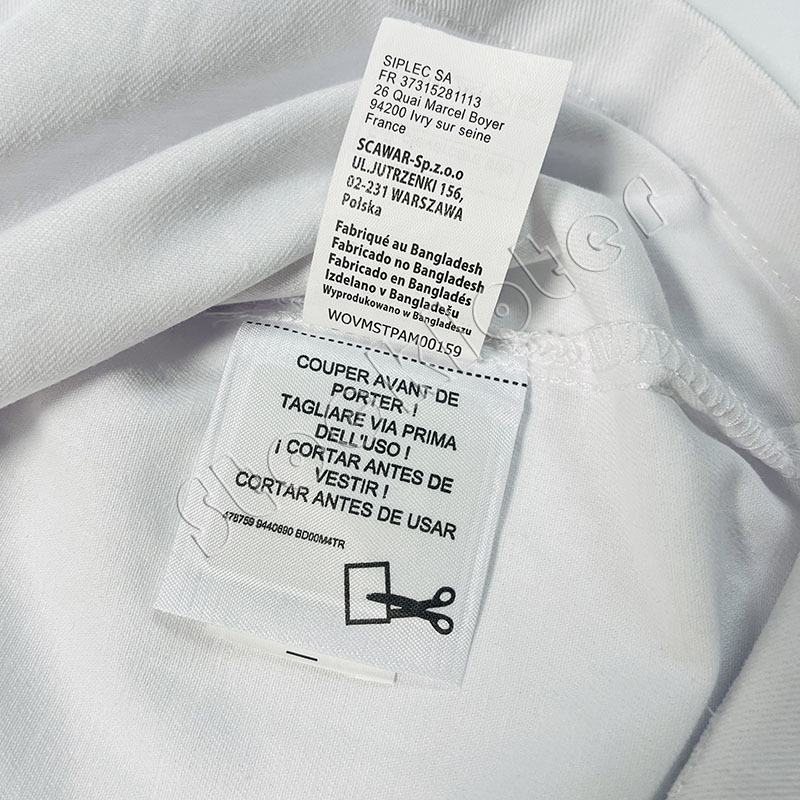 SIPLEC SA
FR 37315281113
26 Quai Marcel Boyer
94200 Ivry sur seine
France
SCAWAR-Sp.z.o.o
UL.JUTRZENKI 156,
02-231 WARSZAWA
Polska
Fabriqué au Bangladesh
Fabricado no Bangladesh
Fabricado en Bangladés
Izdelano v Bangladešu
Wyprodukowano w Bangladeszu
WOVMSTPAM00159
COUPER AVANT DE
PORTER !
TAGLIARE VIA PRIMA
DELL'USO !
¡ CORTAR ANTES DE
VESTIR !
CORTAR ANTES DE USAR
478759 9440690 BD00M4TR